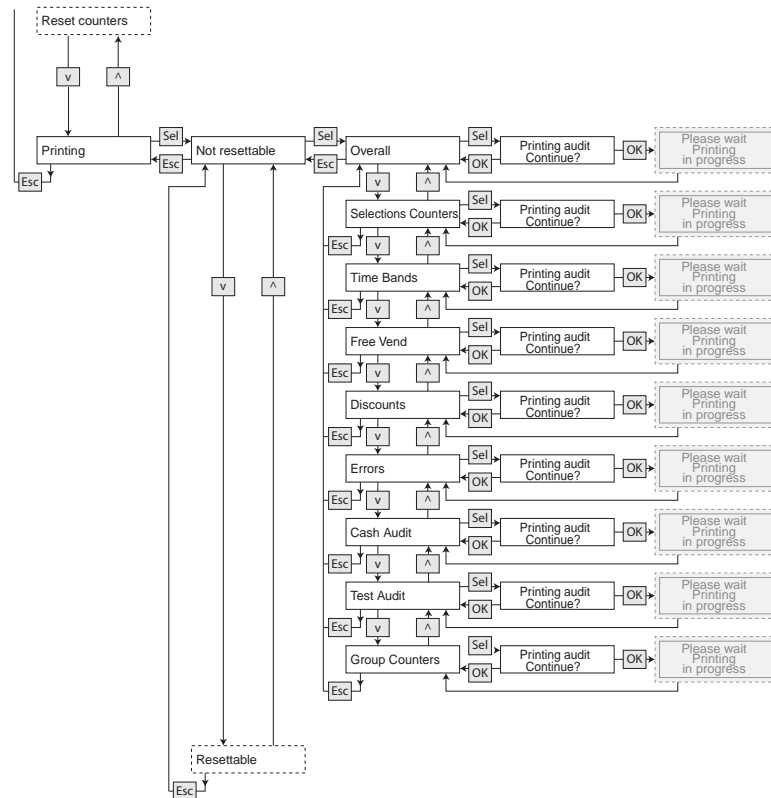 Reset counters
v
^
Sel
Sel
Sel
Printing
Not resettable
Overall
Printing audit
Continue?
OK
Please wait
Printing
in progress
Esc
Esc
OK
Esc
v
^
Selections Counters
Sel
Printing audit
Continue?
OK
Please wait
Printing
in progress
OK
Esc
v
^
Time Bands
Sel
Printing audit
Continue?
OK
Please wait
Printing
in progress
OK
v
^
Esc
v
^
Free Vend
Sel
Printing audit
Continue?
OK
Please wait
Printing
in progress
OK
Esc
v
^
Discounts
Sel
Printing audit
Continue?
OK
Please wait
Printing
in progress
OK
Esc
v
^
Errors
Sel
Printing audit
Continue?
OK
Please wait
Printing
in progress
OK
Esc
v
^
Cash Audit
Sel
Printing audit
Continue?
OK
Please wait
Printing
in progress
OK
Esc
v
^
Test Audit
Sel
Printing audit
Continue?
OK
Please wait
Printing
in progress
OK
Esc
v
^
Group Counters
Sel
Printing audit
Continue?
OK
Please wait
Printing
in progress
OK
Esc
Resettable
Esc